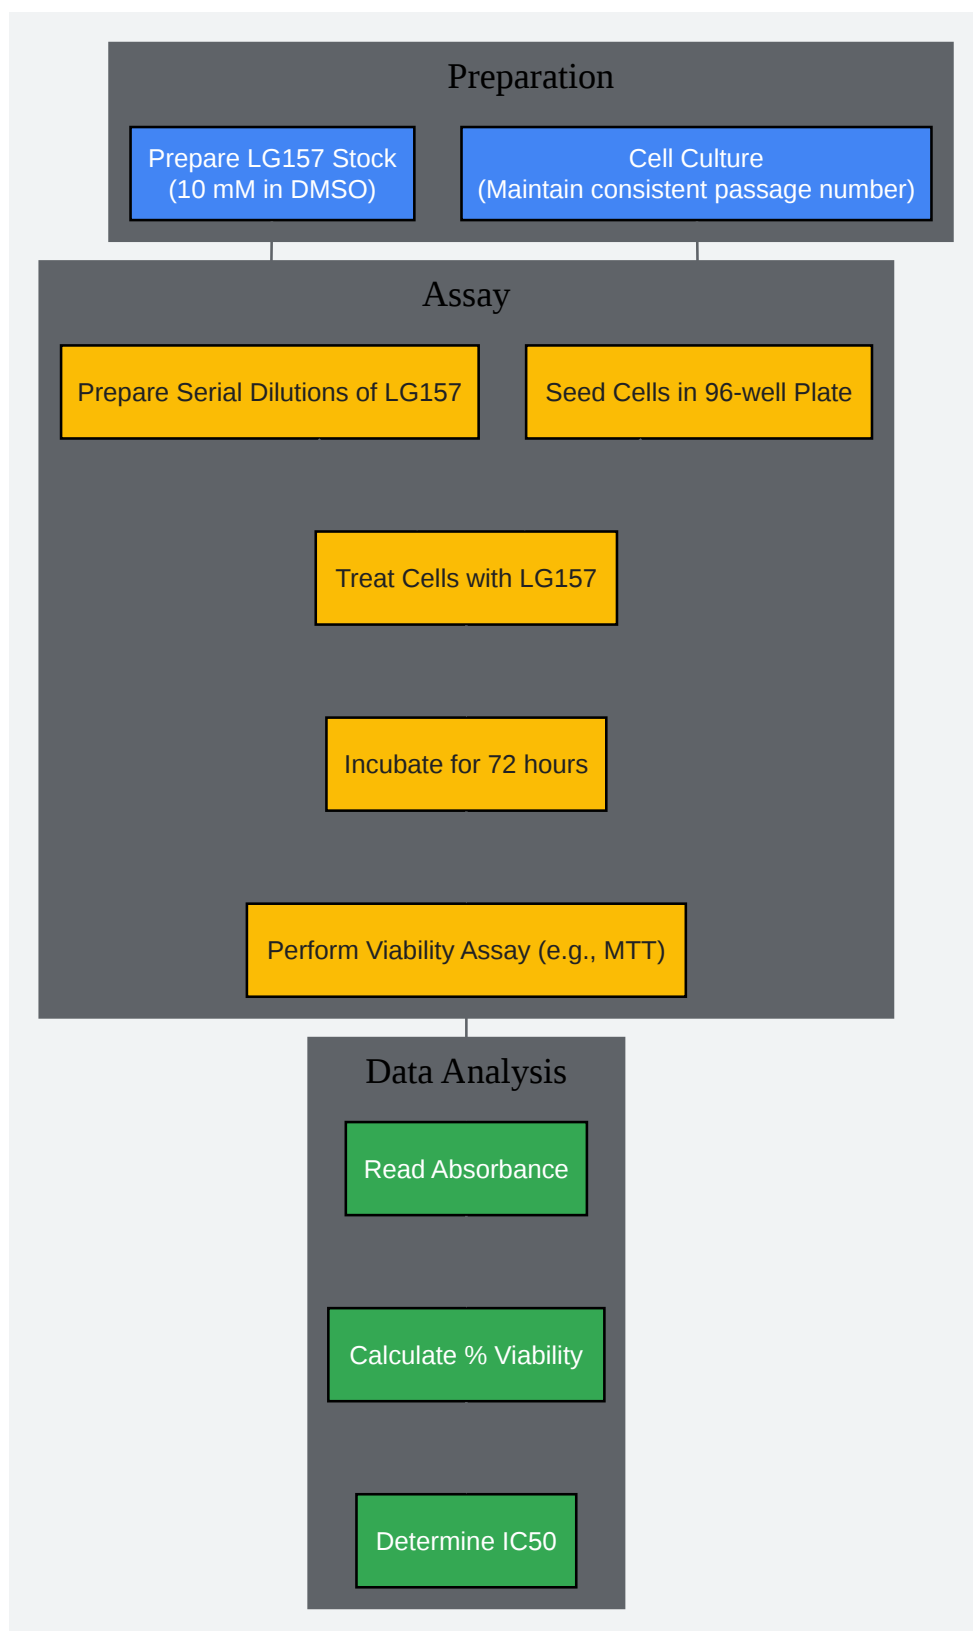 Preparation
Prepare LG157 Stock
(10 mM in DMSO)
Cell Culture
(Maintain consistent passage number)
Assay
Prepare Serial Dilutions of LG157
Seed Cells in 96-well Plate
Treat Cells with LG157
Incubate for 72 hours
Perform Viability Assay (e.g., MTT)
Data Analysis
Read Absorbance
Calculate % Viability
Determine IC50